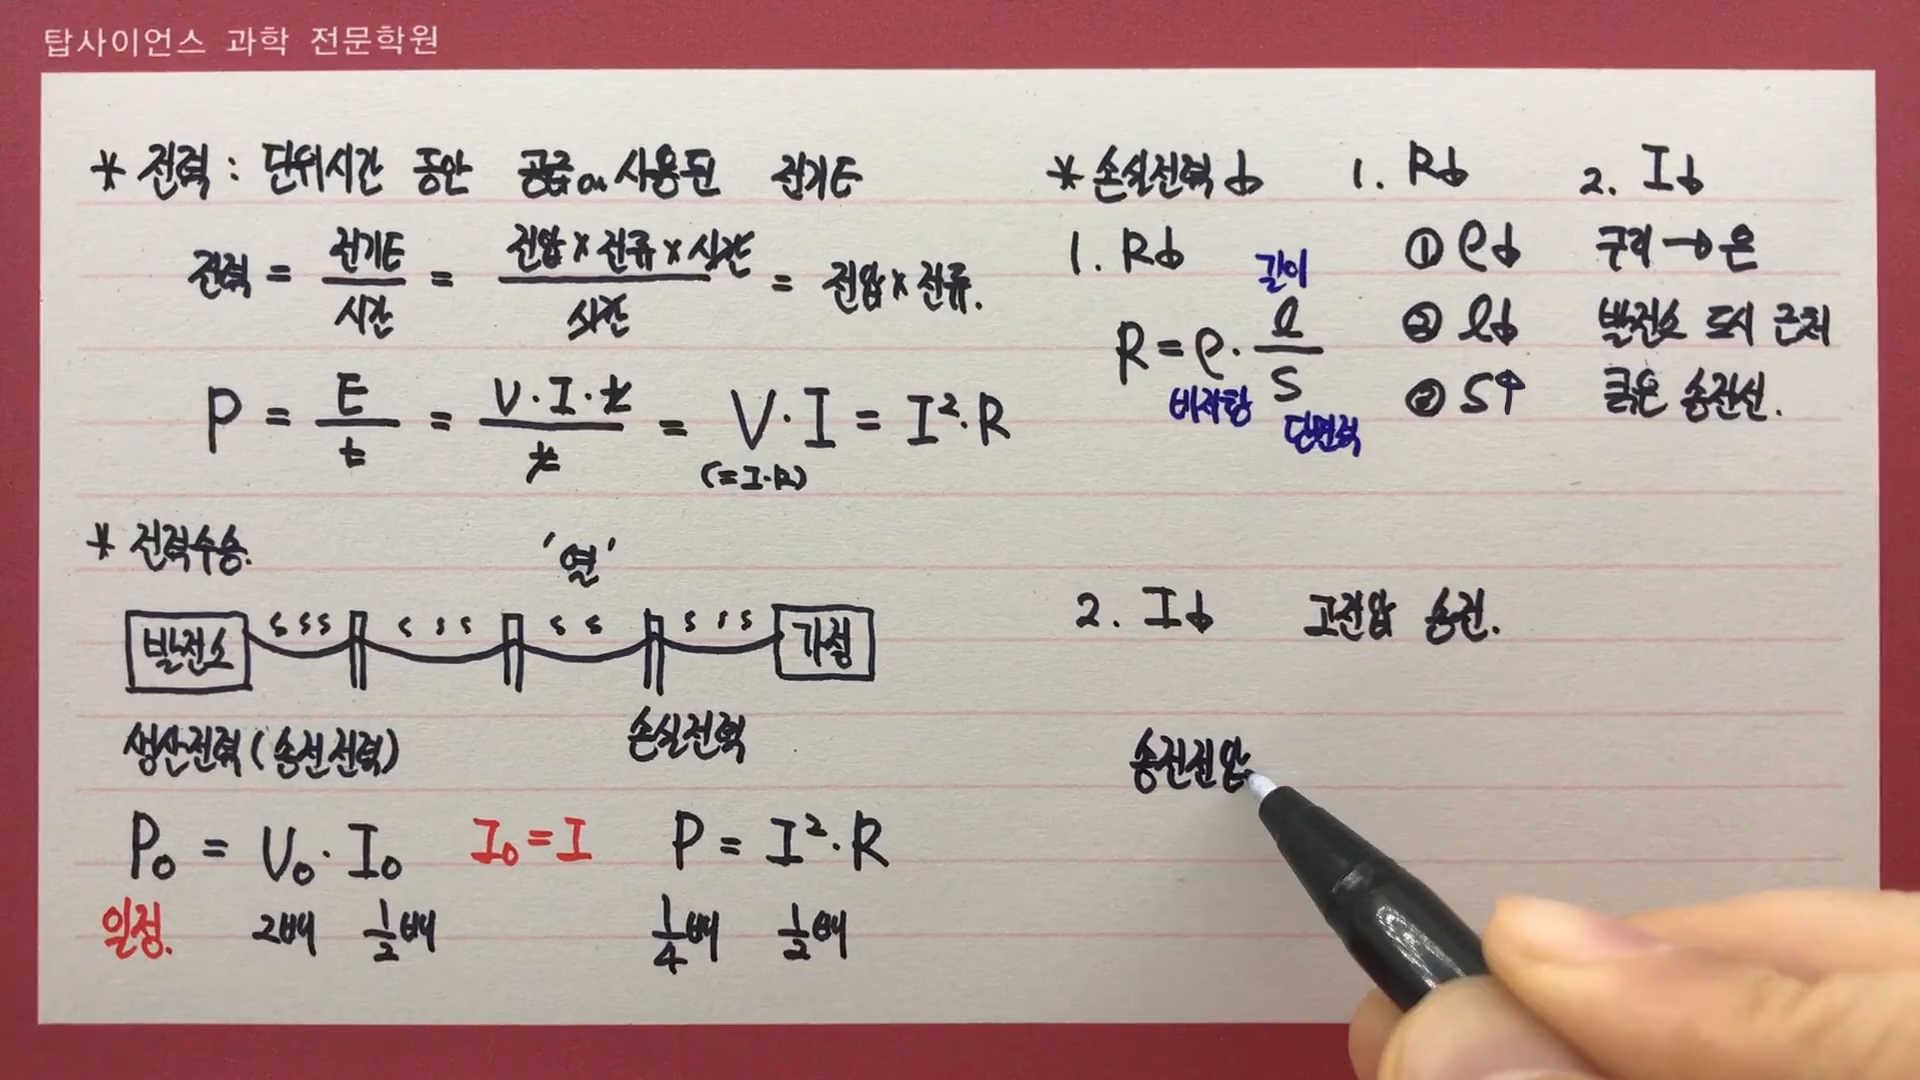 탑사이언스 과학 전문학원
* 전력 : 단위시간 동안 공급 or 사용된 전기E
전력 = 전기E / 시간 = 전압 × 전류 × 시간 / 시간 = 전압 × 전류.
P = E / t = V · I · t / t = V · I = I² · R
(= I · R)
* 전력수송.
'열'
발전소
가정
생산전력 (송전전력)
손실전력
P₀ = V₀ · I₀
I₀ = I
P = I² · R
일정. 2배 1/2배
1/4배 1/2배
* 손실전력↓ 1. R↓ 2. I↓
1. R↓
R = ρ · l / S
길이
비저항
단면적
① ρ↓ 구리 → 은
② l↓ 발전소 도시 근처
③ S↑ 굵은 송전선.
2. I↓ 고전압 송전.
송전전압